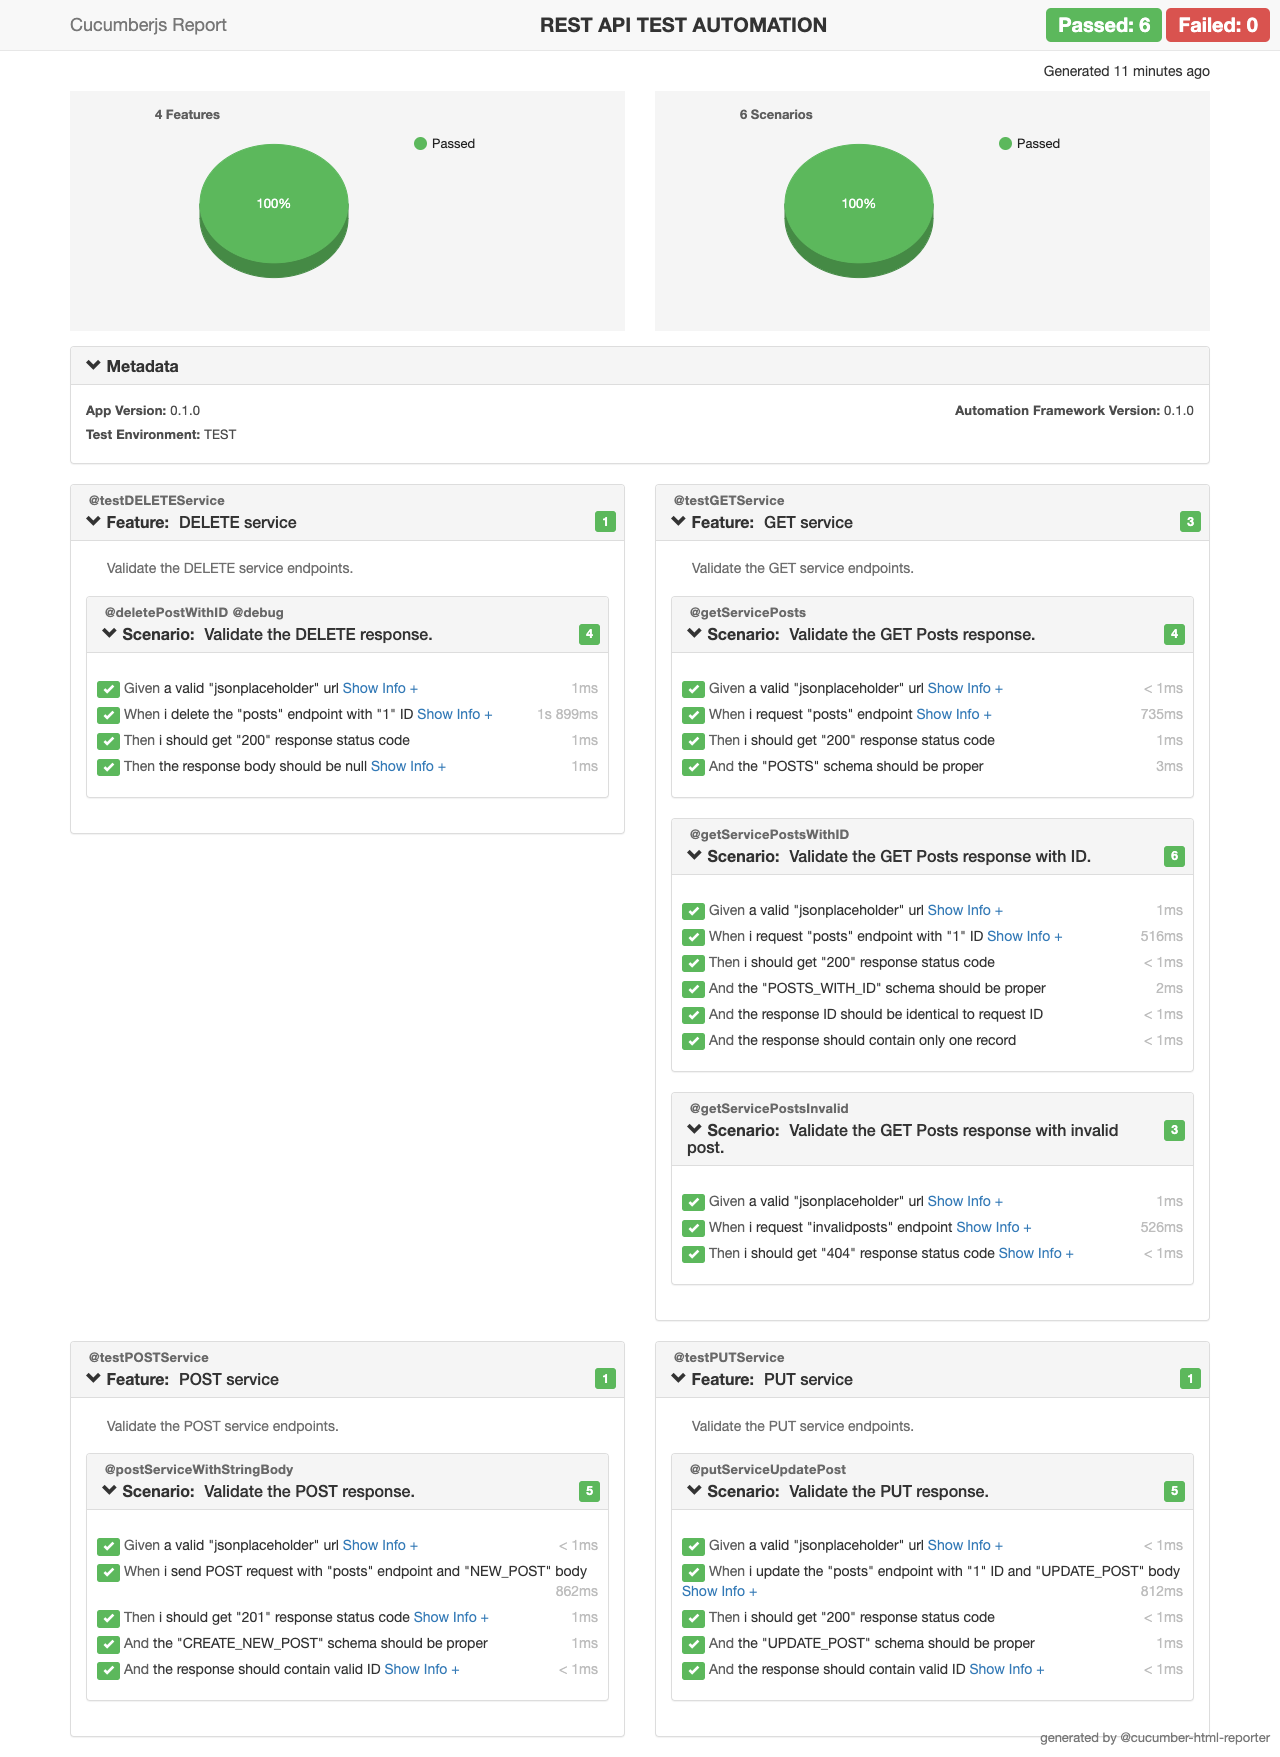 Cucumberjs Report
REST API TEST AUTOMATION
Passed: 6
Failed: 0
Generated 11 minutes ago
4 Features
Passed
100%
6 Scenarios
Passed
100%
Metadata
App Version: 0.1.0
Automation Framework Version: 0.1.0
Test Environment: TEST
@testDELETEService
Feature: DELETE service 1
Validate the DELETE service endpoints.
@deletePostWithID @debug
Scenario: Validate the DELETE response. 4
Given a valid "jsonplaceholder" url Show Info + 1ms
When i delete the "posts" endpoint with "1" ID Show Info + 1s 899ms
Then i should get "200" response status code 1ms
Then the response body should be null Show Info + 1ms
@testGETService
Feature: GET service 3
Validate the GET service endpoints.
@getServicePosts
Scenario: Validate the GET Posts response. 4
Given a valid "jsonplaceholder" url Show Info + < 1ms
When i request "posts" endpoint Show Info + 735ms
Then i should get "200" response status code 1ms
And the "POSTS" schema should be proper 3ms
@getServicePostsWithID
Scenario: Validate the GET Posts response with ID. 6
Given a valid "jsonplaceholder" url Show Info + 1ms
When i request "posts" endpoint with "1" ID Show Info + 516ms
Then i should get "200" response status code < 1ms
And the "POSTS_WITH_ID" schema should be proper 2ms
And the response ID should be identical to request ID < 1ms
And the response should contain only one record < 1ms
@getServicePostsInvalid
Scenario: Validate the GET Posts response with invalid 3
post.
Given a valid "jsonplaceholder" url Show Info + 1ms
When i request "invalidposts" endpoint Show Info + 526ms
Then i should get "404" response status code Show Info + < 1ms
@testPOSTService
Feature: POST service 1
Validate the POST service endpoints.
@postServiceWithStringBody
Scenario: Validate the POST response. 5
Given a valid "jsonplaceholder" url Show Info + < 1ms
When i send POST request with "posts" endpoint and "NEW_POST" body
862ms
Then i should get "201" response status code Show Info + 1ms
And the "CREATE_NEW_POST" schema should be proper 1ms
And the response should contain valid ID Show Info + < 1ms
@testPUTService
Feature: PUT service 1
Validate the PUT service endpoints.
@putServiceUpdatePost
Scenario: Validate the PUT response. 5
Given a valid "jsonplaceholder" url Show Info + < 1ms
When i update the "posts" endpoint with "1" ID and "UPDATE_POST" body
Show Info + 812ms
Then i should get "200" response status code < 1ms
And the "UPDATE_POST" schema should be proper 1ms
And the response should contain valid ID Show Info + < 1ms
generated by @cucumber-html-reporter